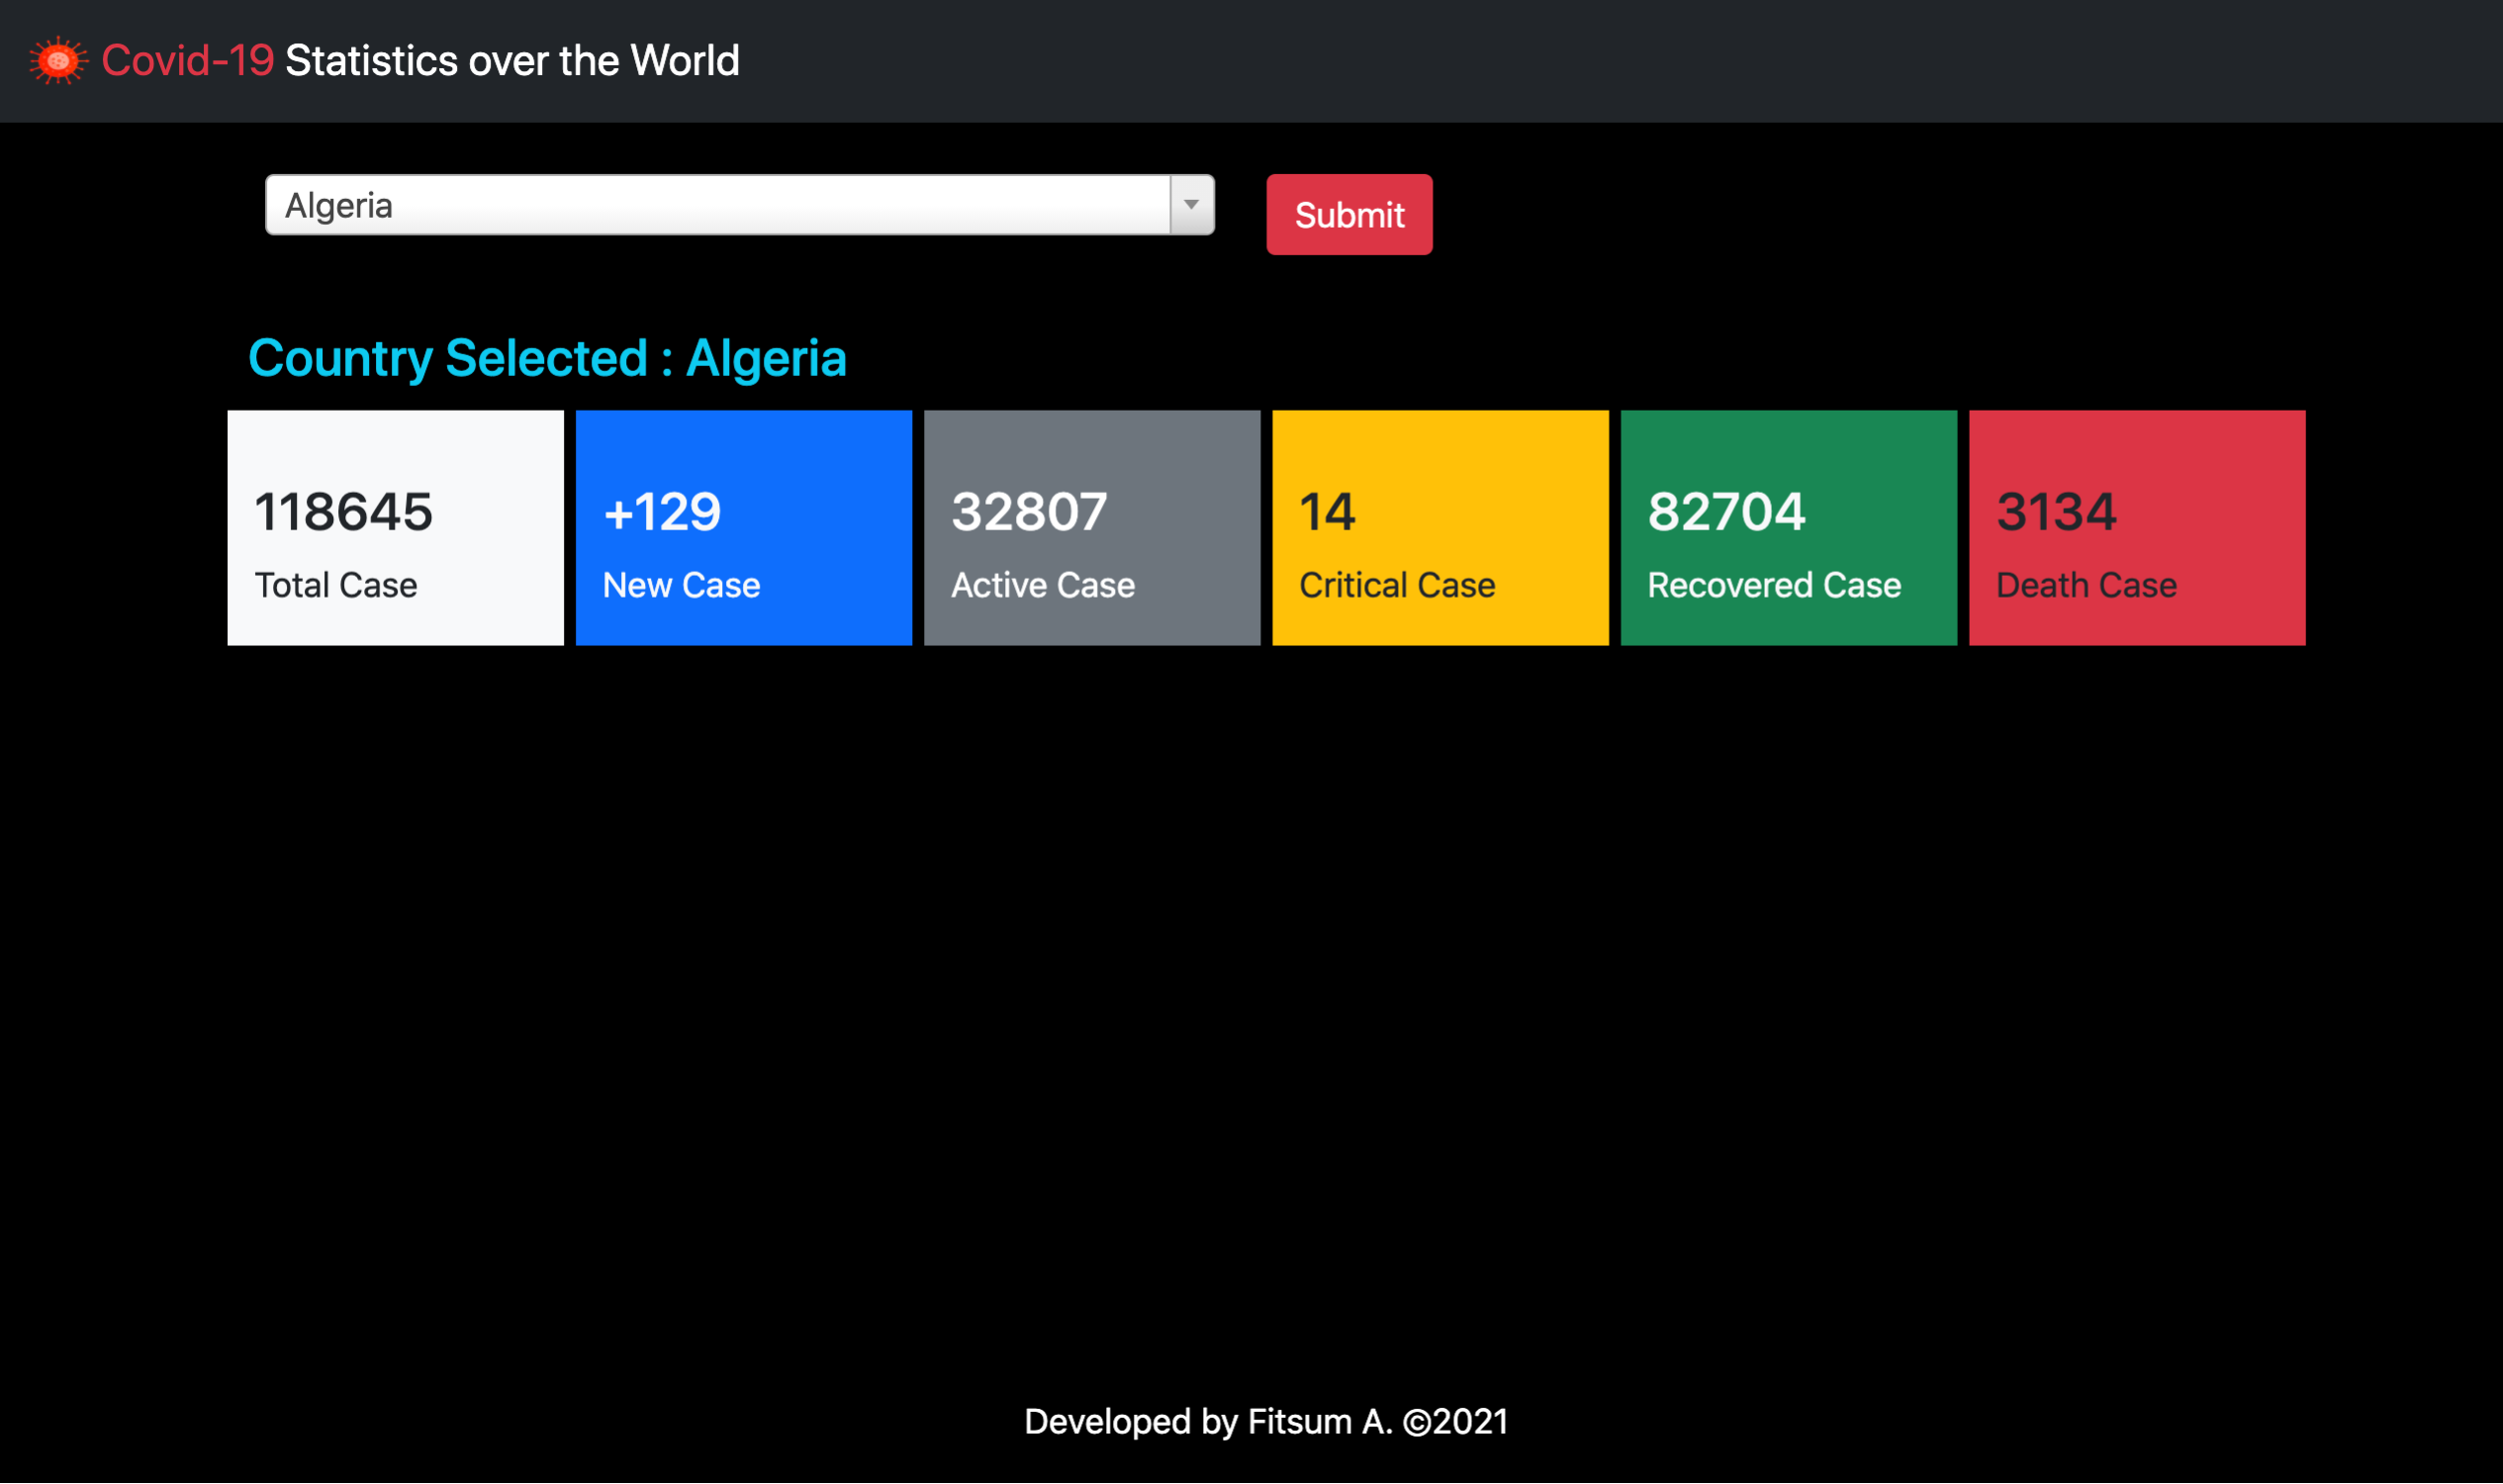 Covid-19 Statistics over the World
Algeria
Submit
Country Selected : Algeria
118645
Total Case
+129
New Case
32807
Active Case
14
Critical Case
82704
Recovered Case
3134
Death Case
Developed by Fitsum A. ©2021